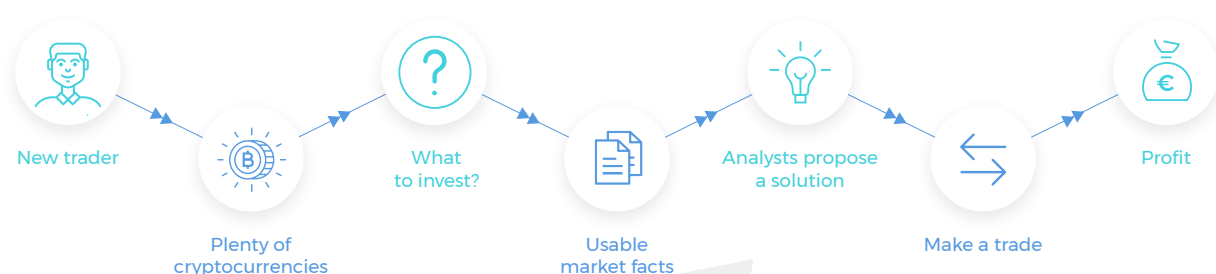 New trader
Plenty of
cryptocurrencies
What
to invest?
Usable
market facts
Analysts propose
a solution
Make a trade
Profit